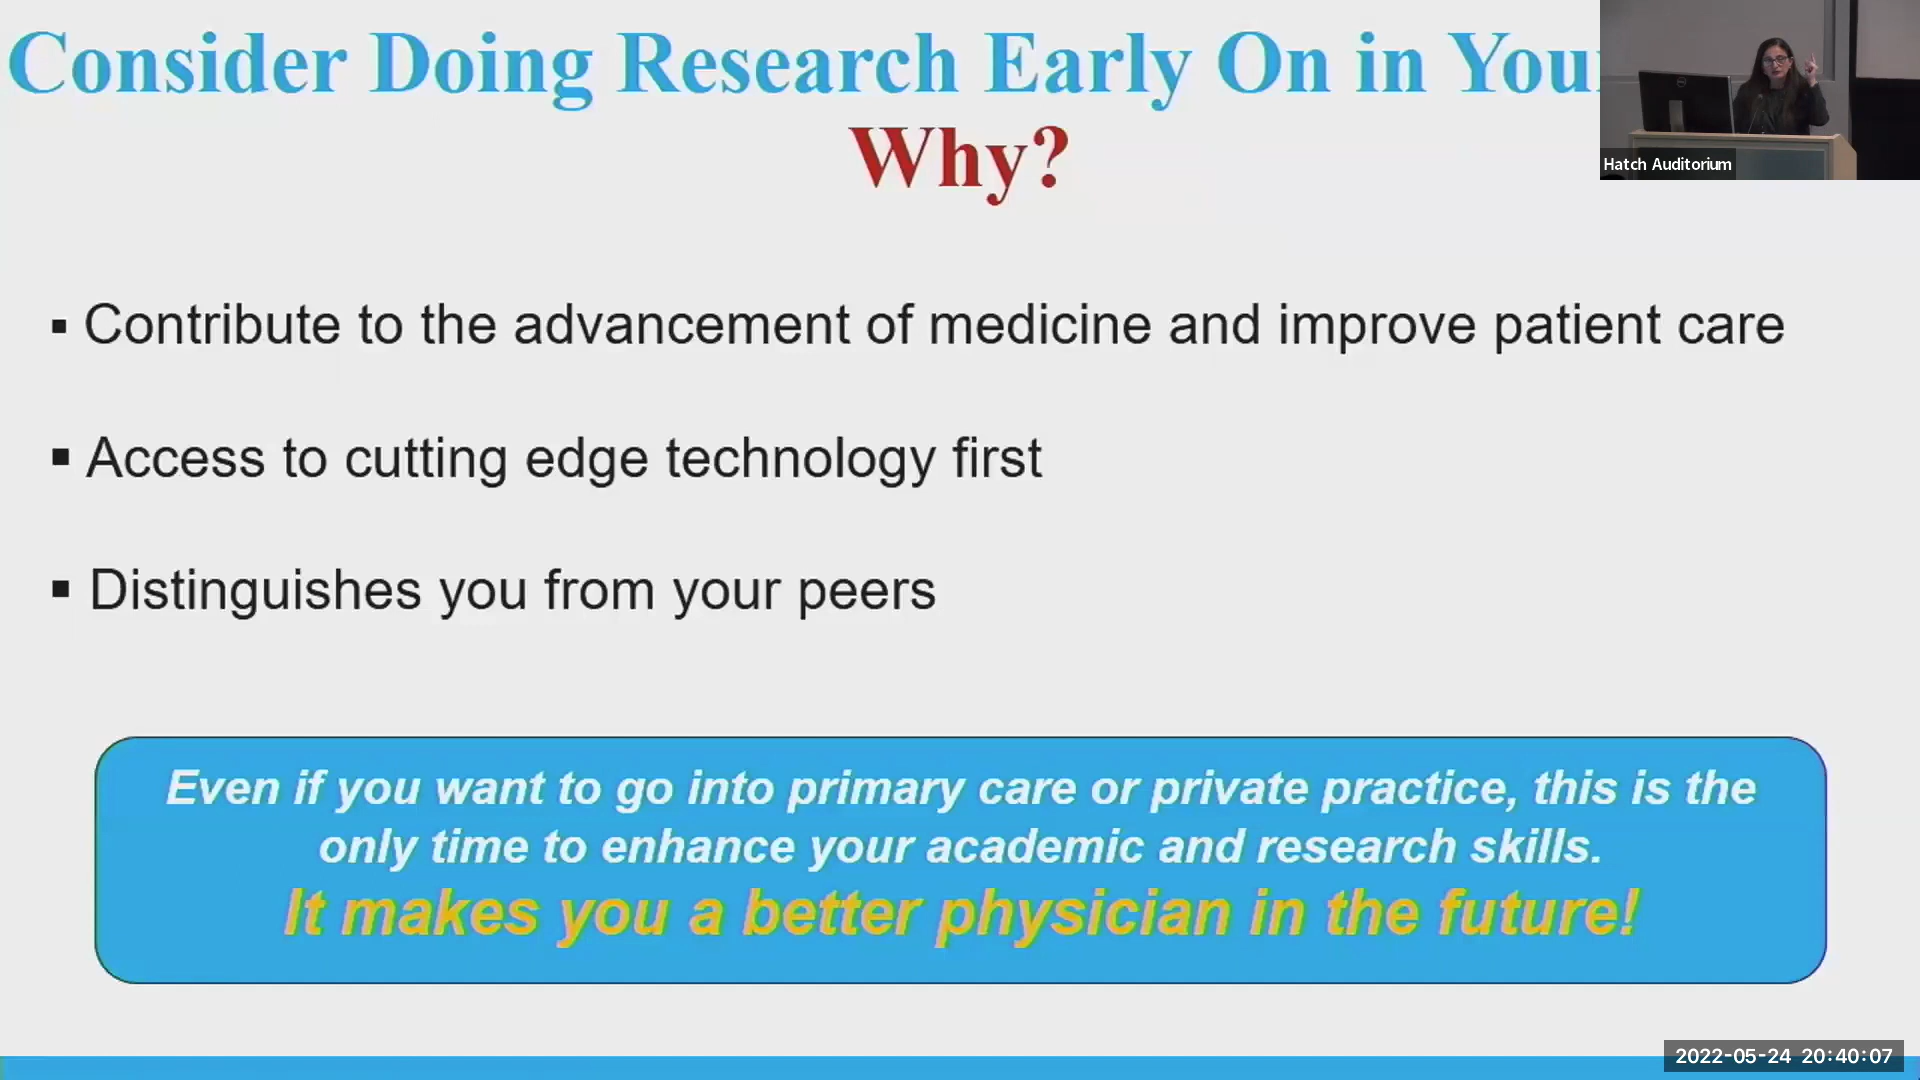 Consider Doing Research Early On in You
Why?
Hatch Auditorium
▪ Contribute to the advancement of medicine and improve patient care
▪ Access to cutting edge technology first
▪ Distinguishes you from your peers
Even if you want to go into primary care or private practice, this is the
only time to enhance your academic and research skills.
It makes you a better physician in the future!
2022-05-24 20:40:07